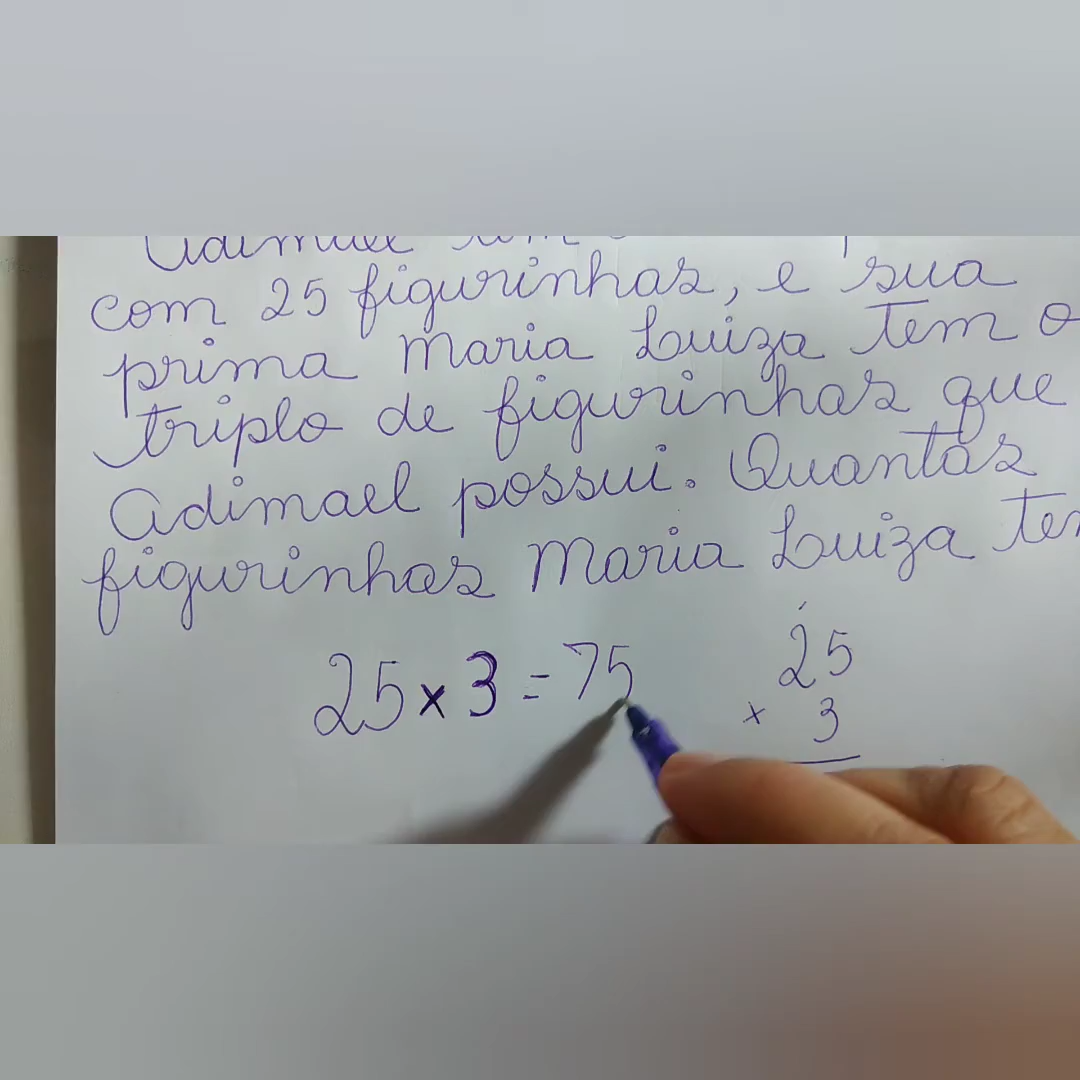 Adimael
com 25 figurinhas, e sua
prima Maria Luiza tem o
triplo de figurinhas que
Adimael possui. Quantas
figurinhas Maria Luiza
25 × 3 = 75
25
× 3